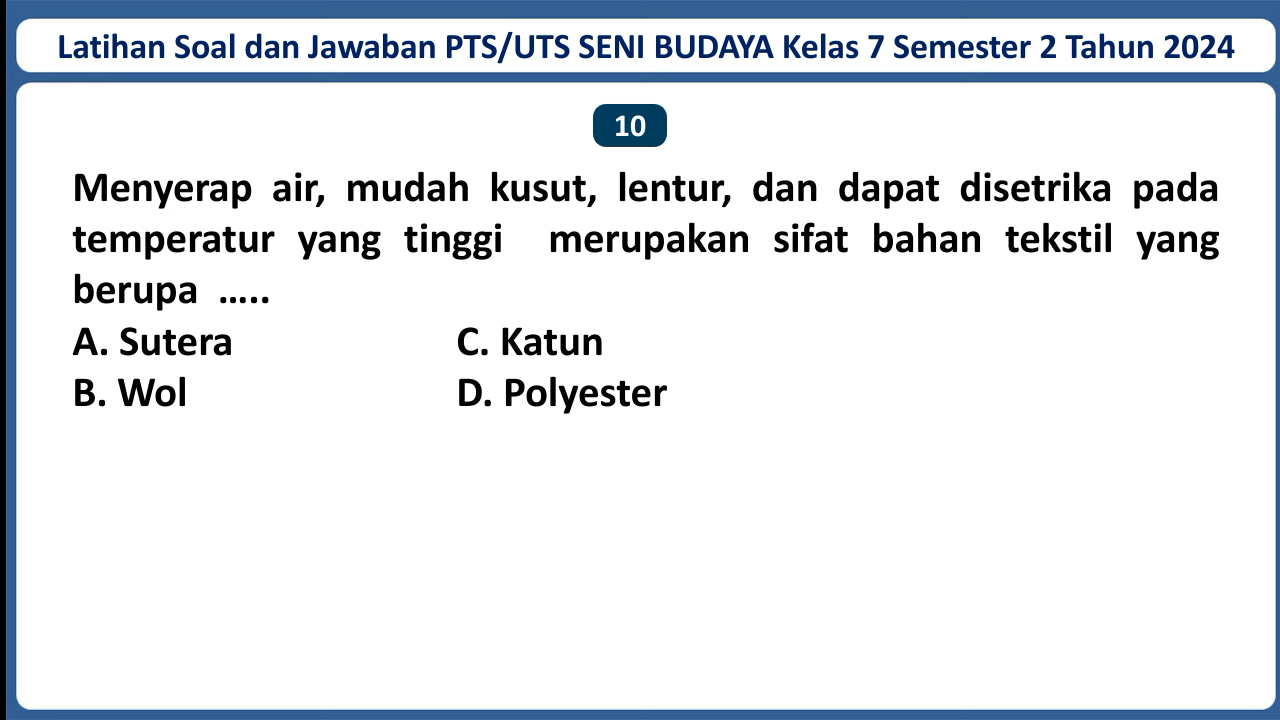 Latihan Soal dan Jawaban PTS/UTS SENI BUDAYA Kelas 7 Semester 2 Tahun 2024
10
Menyerap air, mudah kusut, lentur, dan dapat disetrika pada
temperatur yang tinggi merupakan sifat bahan tekstil yang
berupa .....
A. Sutera C. Katun
B. Wol D. Polyester